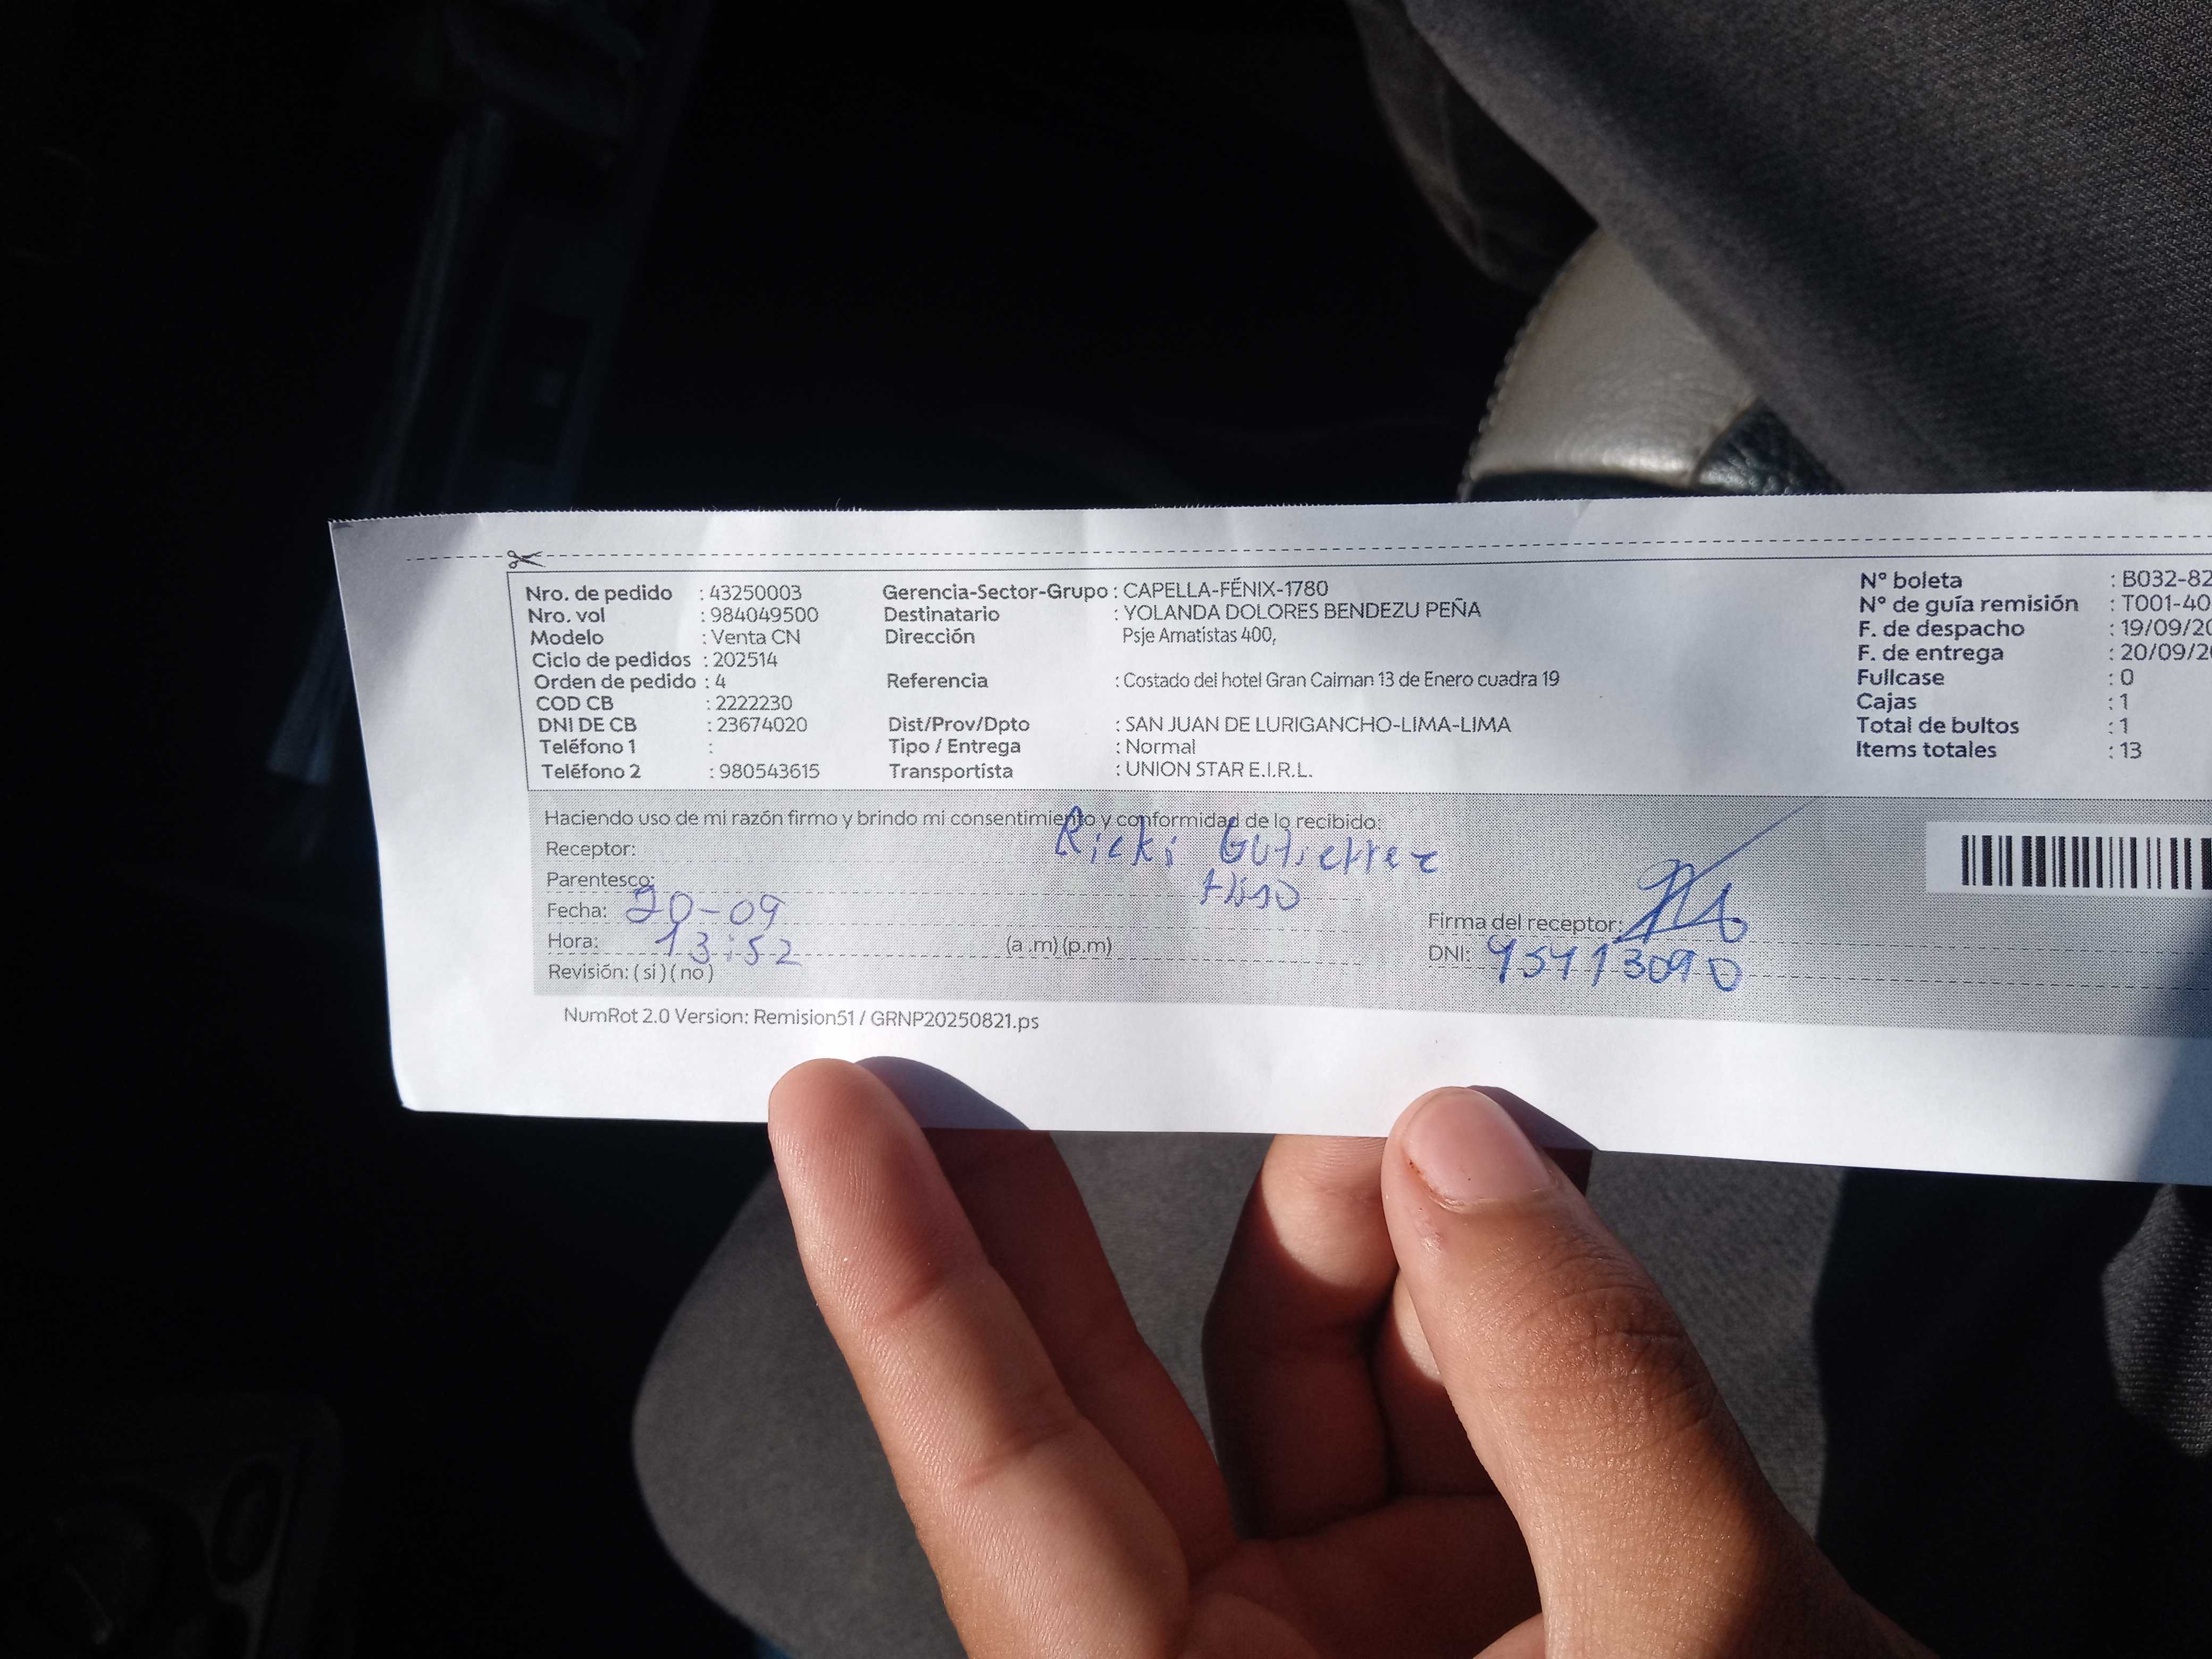 Nro. de pedido : 43250003
Nro. vol : 984049500
Modelo : Venta CN
Ciclo de pedidos : 202514
Orden de pedido : 4
COD CB : 2222230
DNI DE CB : 23674020
Teléfono 1 :
Teléfono 2 : 980543615
Gerencia-Sector-Grupo : CAPELLA-FÉNIX-1780
Destinatario : YOLANDA DOLORES BENDEZU PEÑA
Dirección Psje Amatistas 400,
Referencia : Costado del hotel Gran Caiman 13 de Enero cuadra 19
Dist/Prov/Dpto : SAN JUAN DE LURIGANCHO-LIMA-LIMA
Tipo / Entrega : Normal
Transportista : UNION STAR E.I.R.L.
N° boleta : B032-82
N° de guía remisión : T001-40
F. de despacho : 19/09/20
F. de entrega : 20/09/2
Fullcase : 0
Cajas : 1
Total de bultos : 1
Items totales : 13
Haciendo uso de mi razón firmo y brindo mi consentimiento y conformidad de lo recibido:
Receptor: Ricki Gutierrez
Parentesco:
Fecha: 20-09
Hora: 13:52 (a .m) (p.m)
Revisión: ( si ) ( no )
Firma del receptor:
DNI:
NumRot 2.0 Version: Remision51 / GRNP20250821.ps